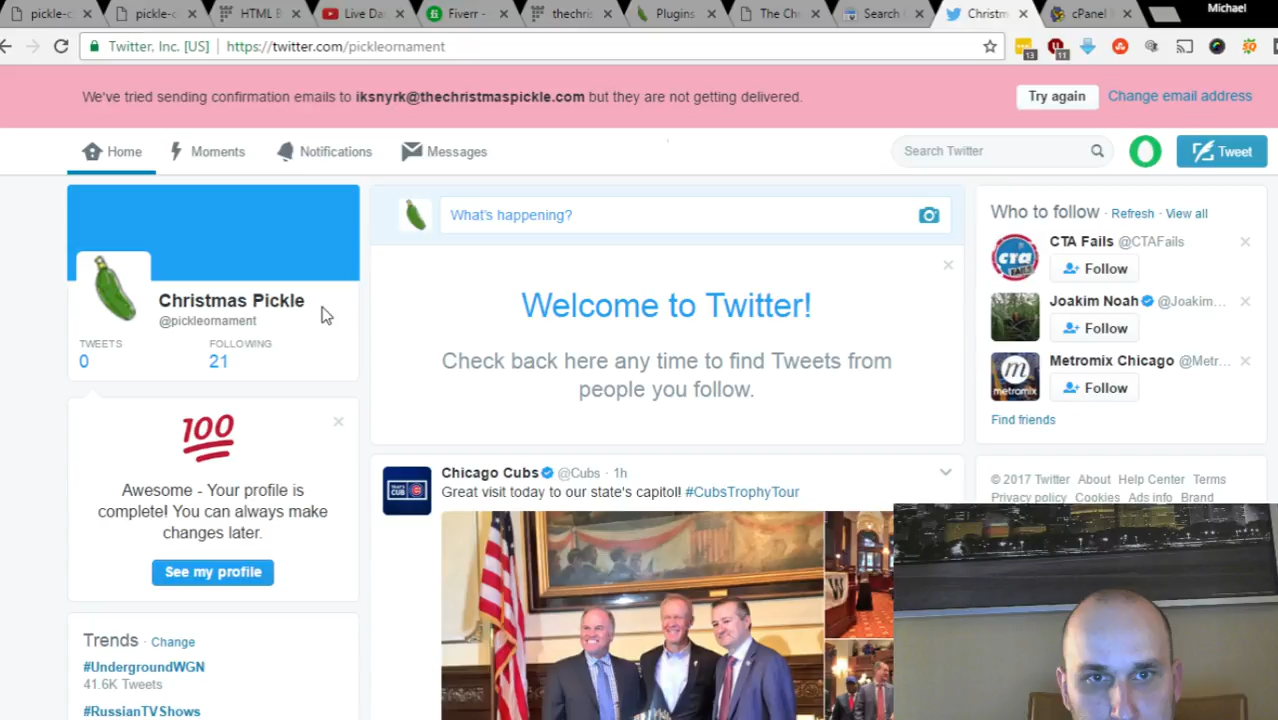 pickle-c
pickle-c
HTML B
Live Da
Fiverr -
thechris
Plugins
The Ch
Search
Christm
cPanel
Michael
Twitter, Inc. [US]
https://twitter.com/pickleornament
13
11
We've tried sending confirmation emails to iksnyrk@thechristmaspickle.com but they are not getting delivered.
Try again
Change email address
Home
Moments
Notifications
Messages
Search Twitter
Tweet
Christmas Pickle
@pickleornament
TWEETS
FOLLOWING
0
21
100
Awesome - Your profile is
complete! You can always make
changes later.
See my profile
Trends · Change
#UndergroundWGN
41.6K Tweets
#RussianTVShows
What's happening?
Welcome to Twitter!
Check back here any time to find Tweets from
people you follow.
Chicago Cubs @Cubs · 1h
Great visit today to our state's capitol! #CubsTrophyTour
Who to follow · Refresh · View all
CTA Fails @CTAFails
Follow
Joakim Noah @Joakim...
Follow
Metromix Chicago @Metr...
Follow
Find friends
© 2017 Twitter About Help Center Terms
Privacy policy Cookies Ads info Brand
cta
FAILS
m
metromix
W